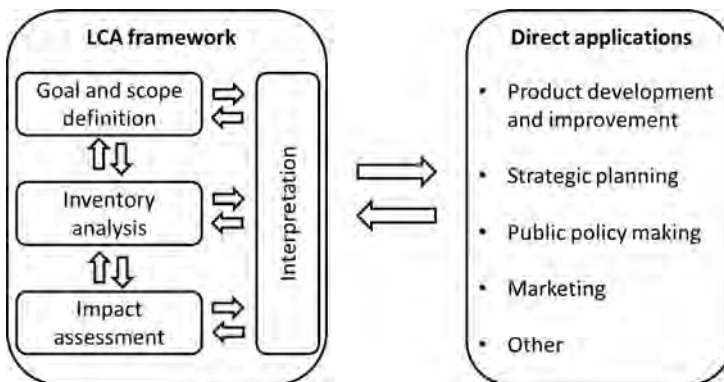 LCA framework
Goal and scope
definition
Inventory
analysis
Impact
assessment
Interpretation
Direct applications
• Product development
and improvement
• Strategic planning
• Public policy making
• Marketing
• Other